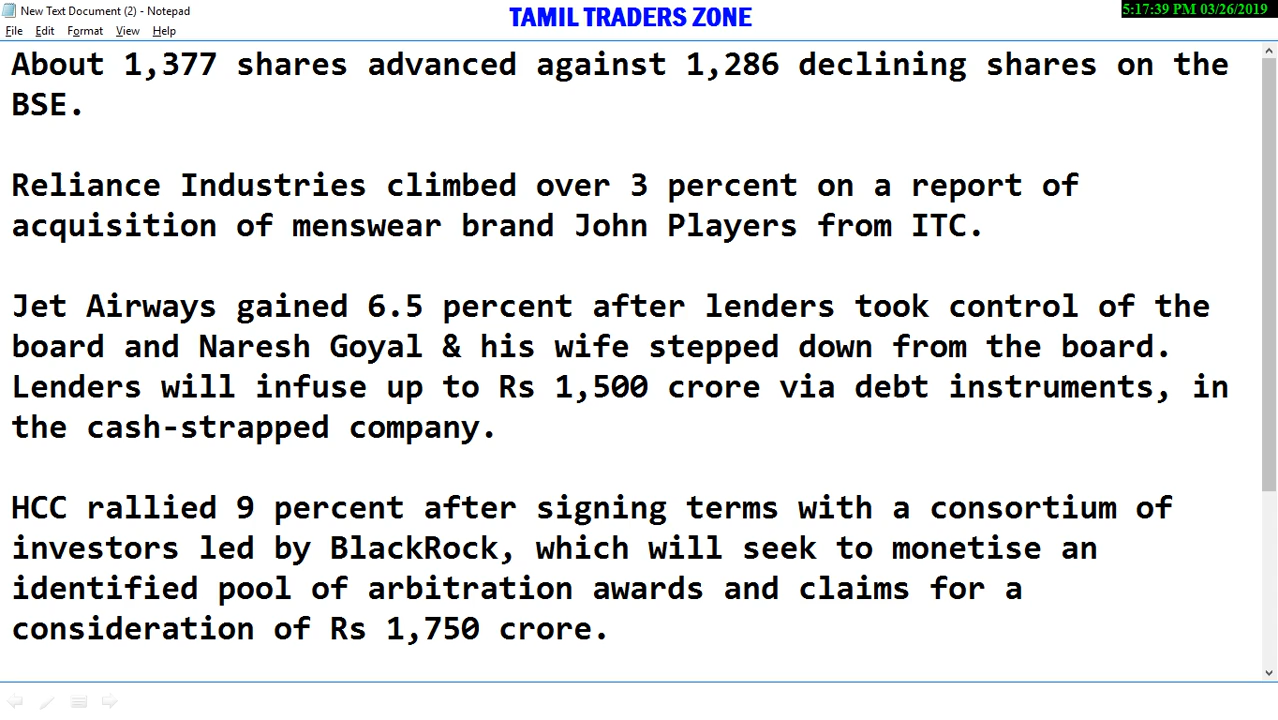 New Text Document (2) - Notepad
TAMIL TRADERS ZONE
5:17:39 PM 03/26/2019
File Edit Format View Help
About 1,377 shares advanced against 1,286 declining shares on the
BSE.
Reliance Industries climbed over 3 percent on a report of
acquisition of menswear brand John Players from ITC.
Jet Airways gained 6.5 percent after lenders took control of the
board and Naresh Goyal & his wife stepped down from the board.
Lenders will infuse up to Rs 1,500 crore via debt instruments, in
the cash-strapped company.
HCC rallied 9 percent after signing terms with a consortium of
investors led by BlackRock, which will seek to monetise an
identified pool of arbitration awards and claims for a
consideration of Rs 1,750 crore.